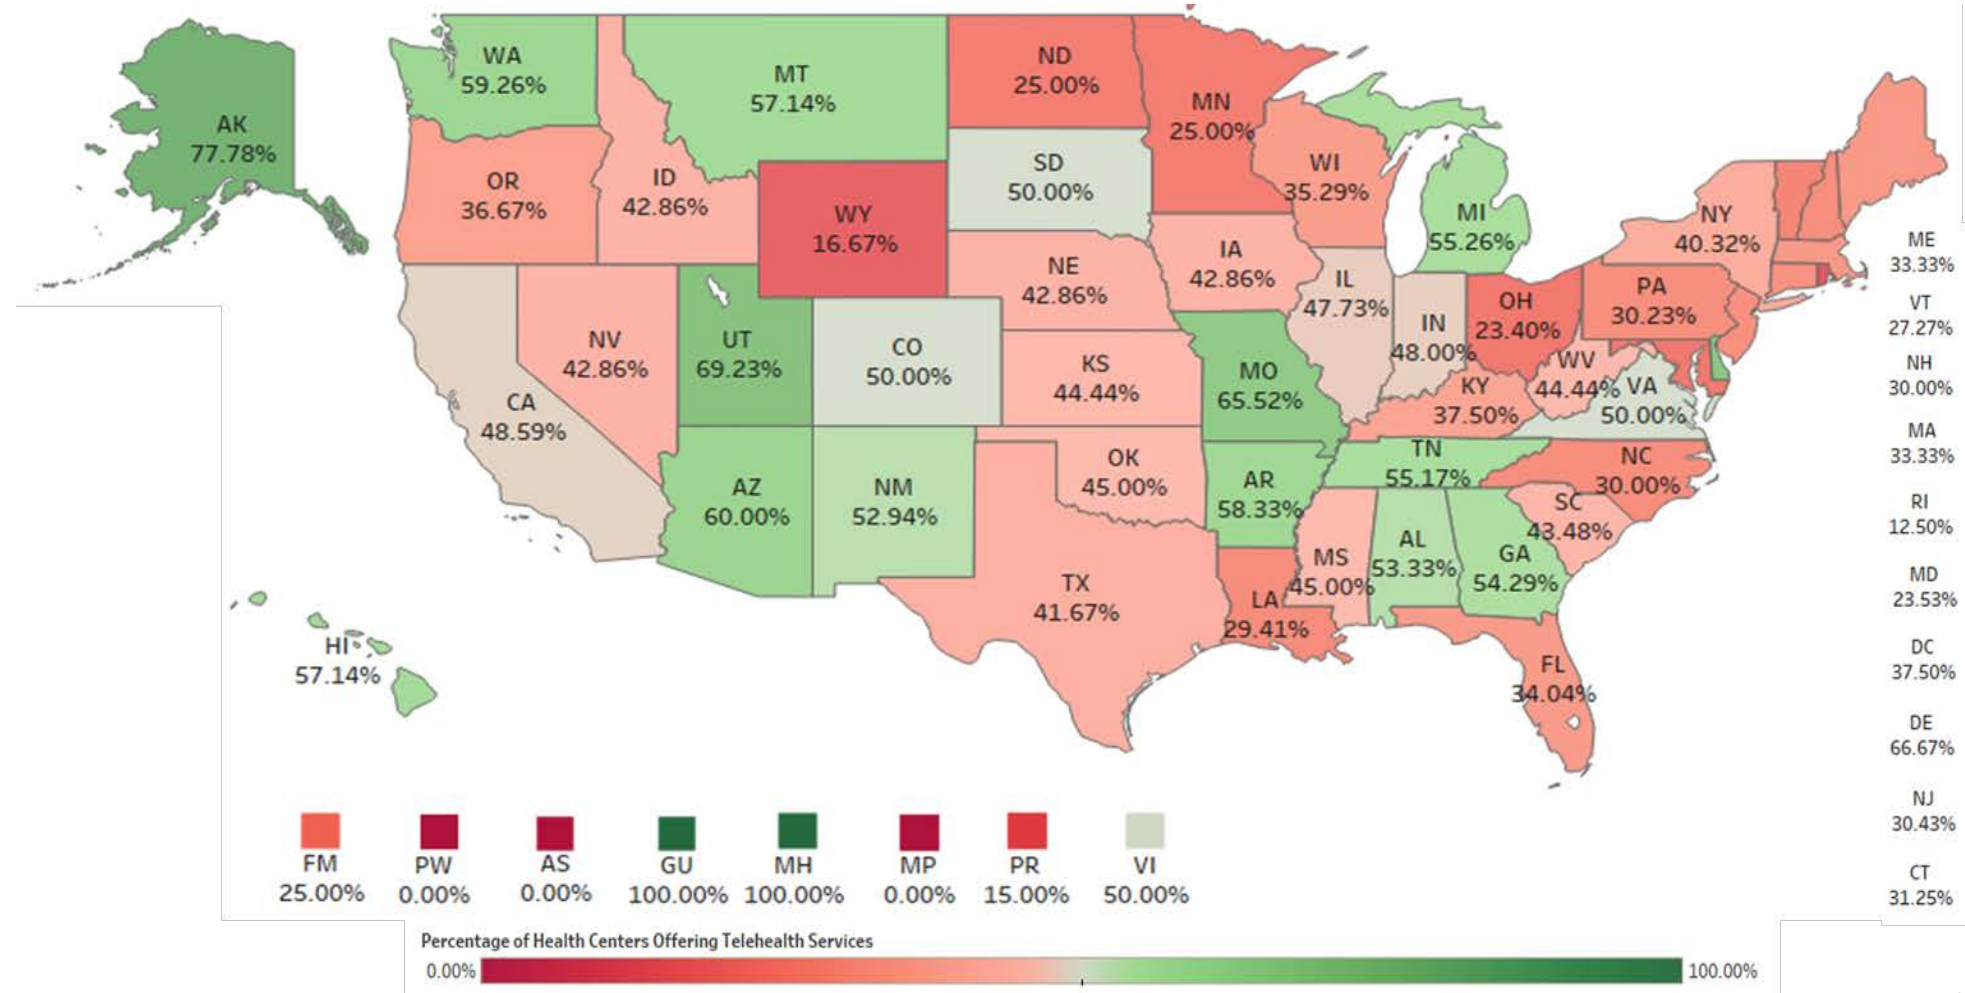 AK
77.78%
WA
59.26%
MT
57.14%
ND
25.00%
MN
25.00%
OR
36.67%
ID
42.86%
WY
16.67%
SD
50.00%
WI
35.29%
MI
55.26%
NY
40.32%
NE
42.86%
IA
42.86%
IL
47.73%
IN
48.00%
OH
23.40%
PA
30.23%
NV
42.86%
UT
69.23%
CO
50.00%
KS
44.44%
MO
65.52%
KY
37.50%
WV
44.44%
VA
50.00%
CA
48.59%
AZ
60.00%
NM
52.94%
OK
45.00%
AR
58.33%
TN
55.17%
NC
30.00%
SC
43.48%
TX
41.67%
LA
29.41%
MS
45.00%
AL
53.33%
GA
54.29%
FL
34.04%
HI
57.14%
ME
33.33%
VT
27.27%
NH
30.00%
MA
33.33%
RI
12.50%
MD
23.53%
DC
37.50%
DE
66.67%
NJ
30.43%
CT
31.25%
FM
25.00%
PW
0.00%
AS
0.00%
GU
100.00%
MH
100.00%
MP
0.00%
PR
15.00%
VI
50.00%
Percentage of Health Centers Offering Telehealth Services
0.00%
100.00%